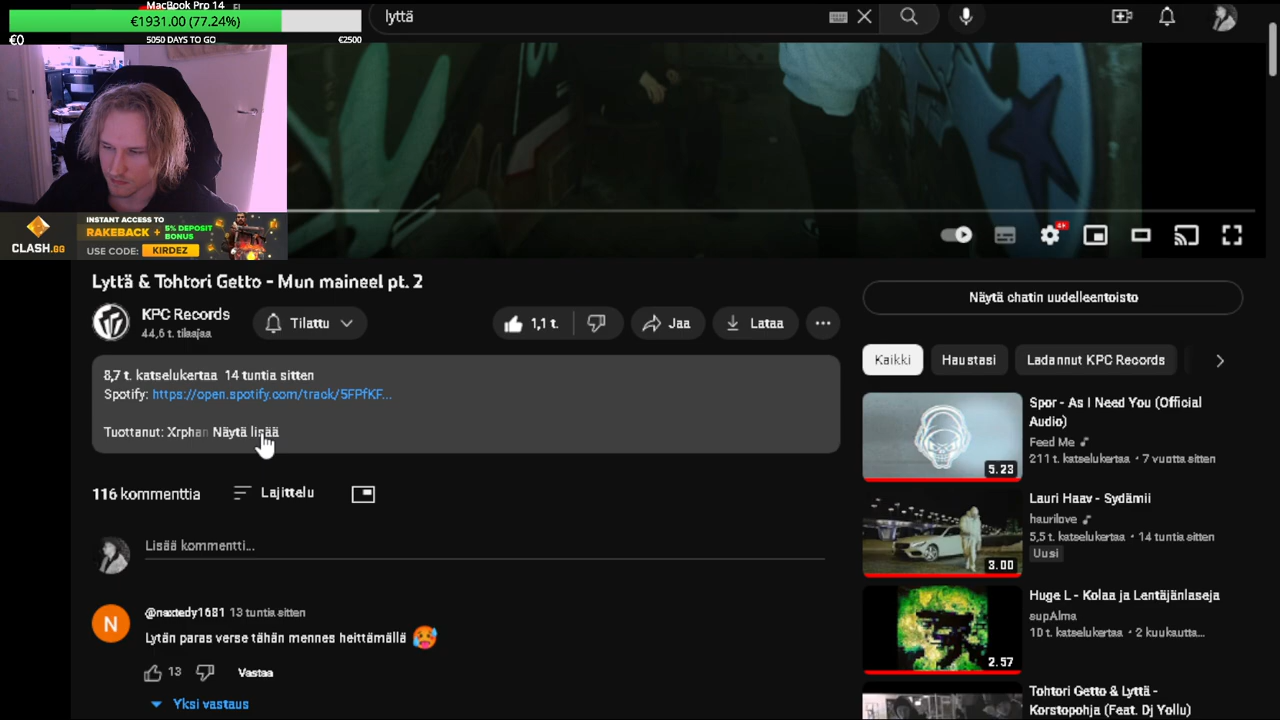 MacBook Pro 14
€1931.00 (77.24%)
€0
5050 DAYS TO GO
€2500
lyttä
CLASH.GG
INSTANT ACCESS TO
RAKEBACK +
5% DEPOSIT
BONUS
USE CODE: KIRDEZ
Lyttä & Tohtori Getto - Mun maineel pt. 2
KPC Records
44,6 t. tilaajaa
Tilattu
1,1 t.
Jaa
Lataa
8,7 t. katselukertaa 14 tuntia sitten
Spotify: https://open.spotify.com/track/5FPfKF...
Tuottanut: Xrphan Näytä lisää
116 kommenttia
Lajittelu
Lisää kommentti...
N
@naxtedy1681 13 tuntia sitten
Lytän paras verse tähän mennes heittämällä 🥵
13
Vastaa
Yksi vastaus
Näytä chatin uudelleentoisto
Kaikki
Haustasi
Ladannut KPC Records
Spor - As I Need You (Official
Audio)
Feed Me
211 t. katselukertaa • 7 vuotta sitten
5.23
Lauri Haav - Sydämii
haurilove
5,5 t. katselukertaa • 14 tuntia sitten
Uusi
3.00
Huge L - Kolaa ja Lentäjänlaseja
supAlma
10 t. katselukertaa • 2 kuukautta...
2.57
Tohtori Getto & Lyttä -
Korstopohja (Feat. Dj Yollu)